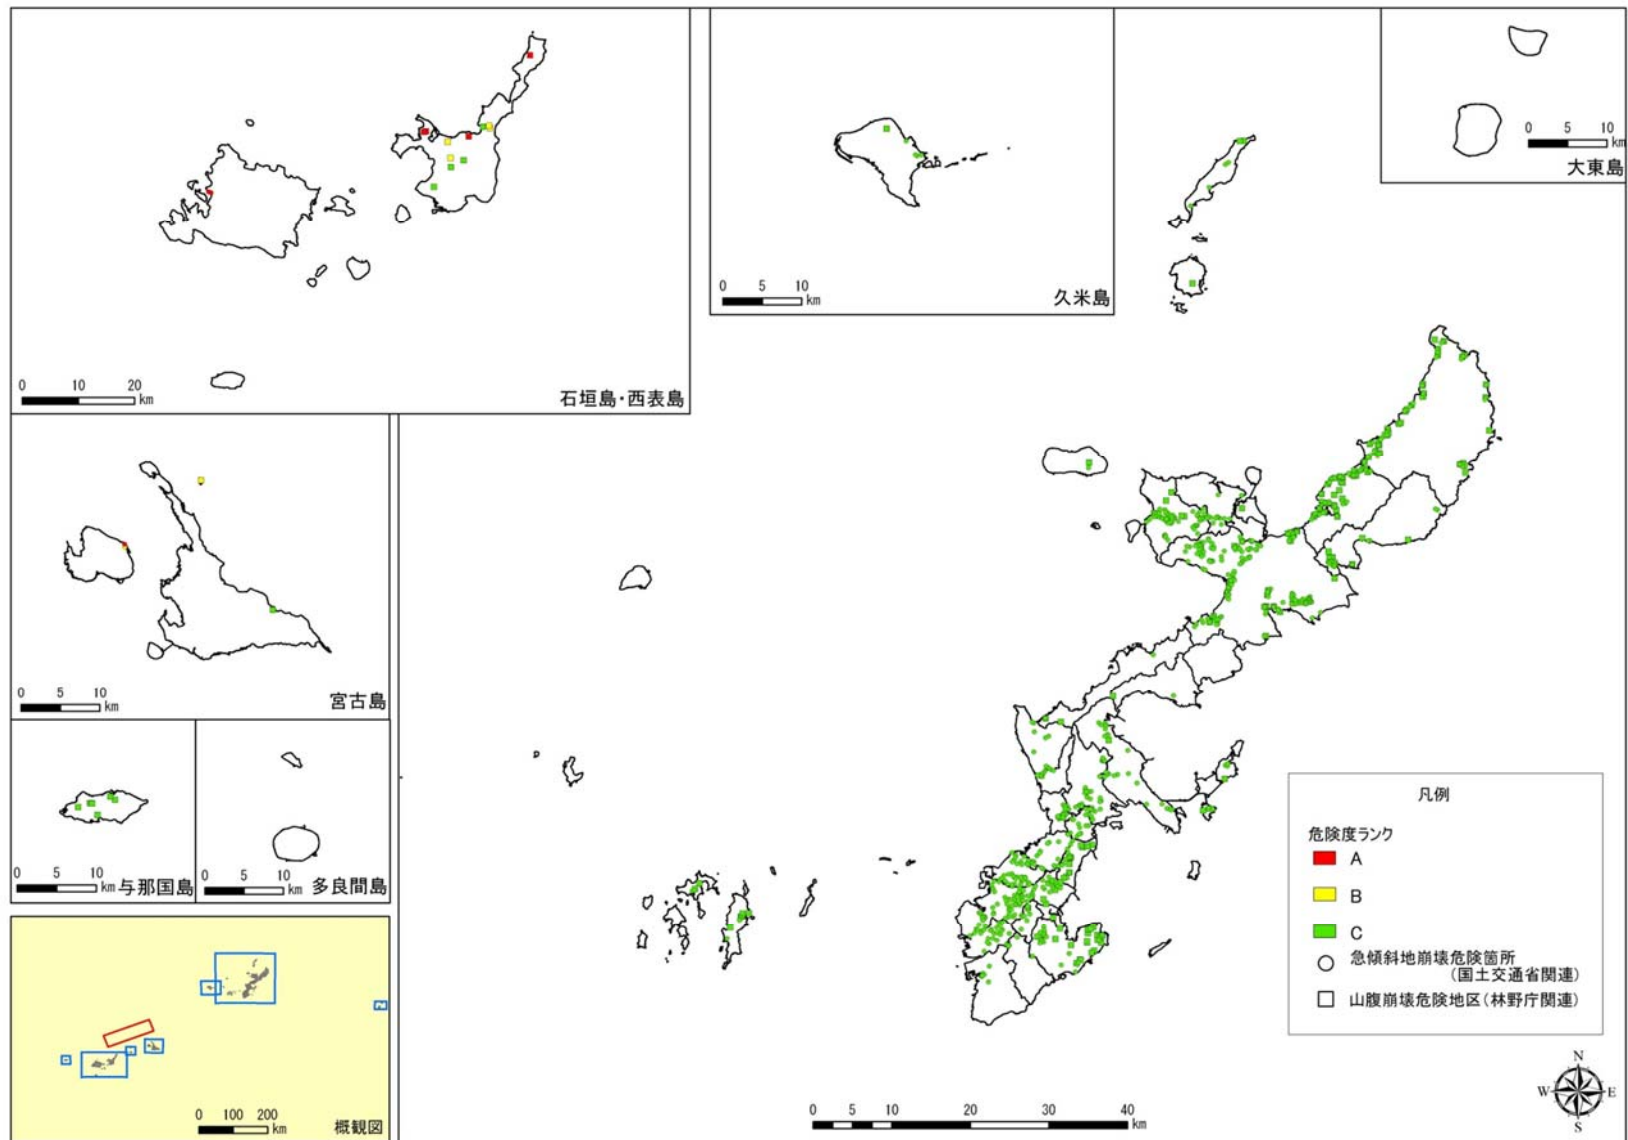 0 10 20
km
石垣島・西表島
0 5 10
km
久米島
0 5 10
km
大東島
0 5 10
km
宮古島
0 5 10
km
与那国島
0 5 10
km
多良間島
0 100 200
km
概観図
凡例
危険度ランク
A
B
C
急傾斜地崩壊危険箇所
(国土交通省関連)
山腹崩壊危険地区(林野庁関連)
N
W E
S
0 5 10 20 30 40
km